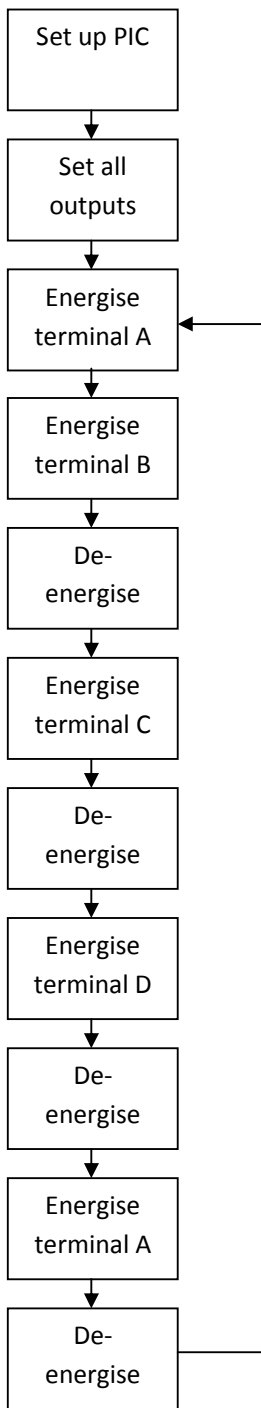 Set up PIC
Set all
outputs
Energise
terminal A
Energise
terminal B
De-
energise
Energise
terminal C
De-
energise
Energise
terminal D
De-
energise
Energise
terminal A
De-
energise